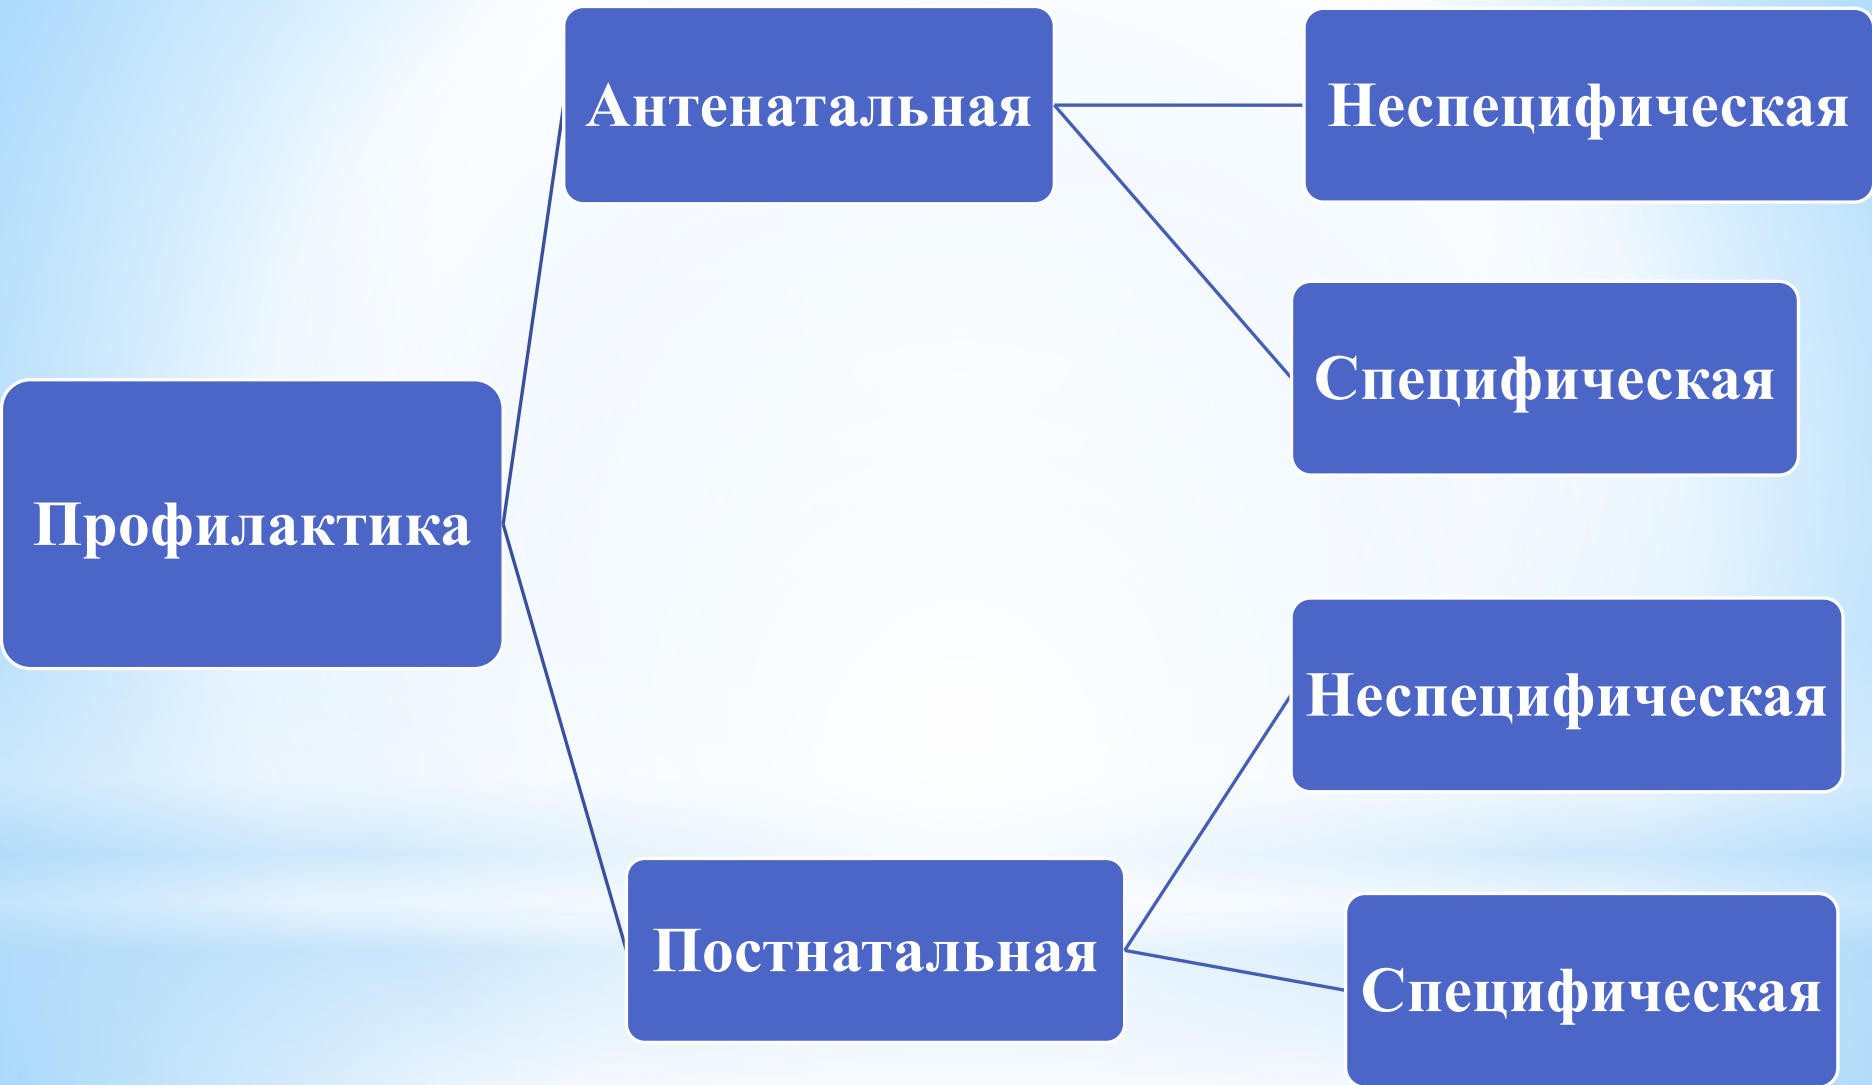 Антенатальная
Неспецифическая
Специфическая
Профилактика
Неспецифическая
Постнатальная
Специфическая